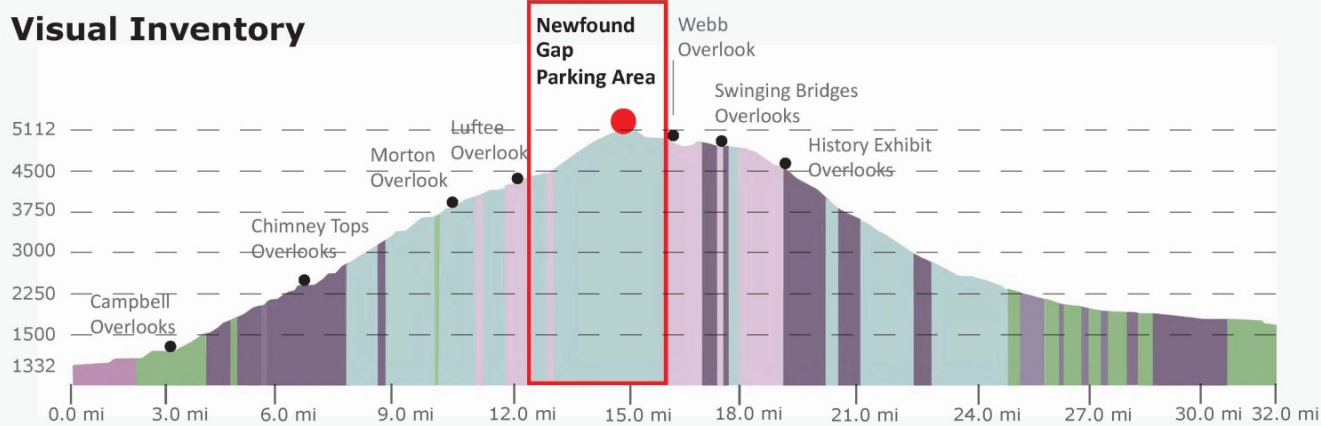 Visual Inventory
Newfound
Gap
Parking Area
Webb
Overlook
Swinging Bridges
Overlooks
History Exhibit
Overlooks
Luftee
Overlook
Morton
Overlook
Chimney Tops
Overlooks
Campbell
Overlooks
5112
4500
3750
3000
2250
1500
1332
0.0 mi 3.0 mi 6.0 mi 9.0 mi 12.0 mi 15.0 mi 18.0 mi 21.0 mi 24.0 mi 27.0 mi 30.0 mi 32.0 mi